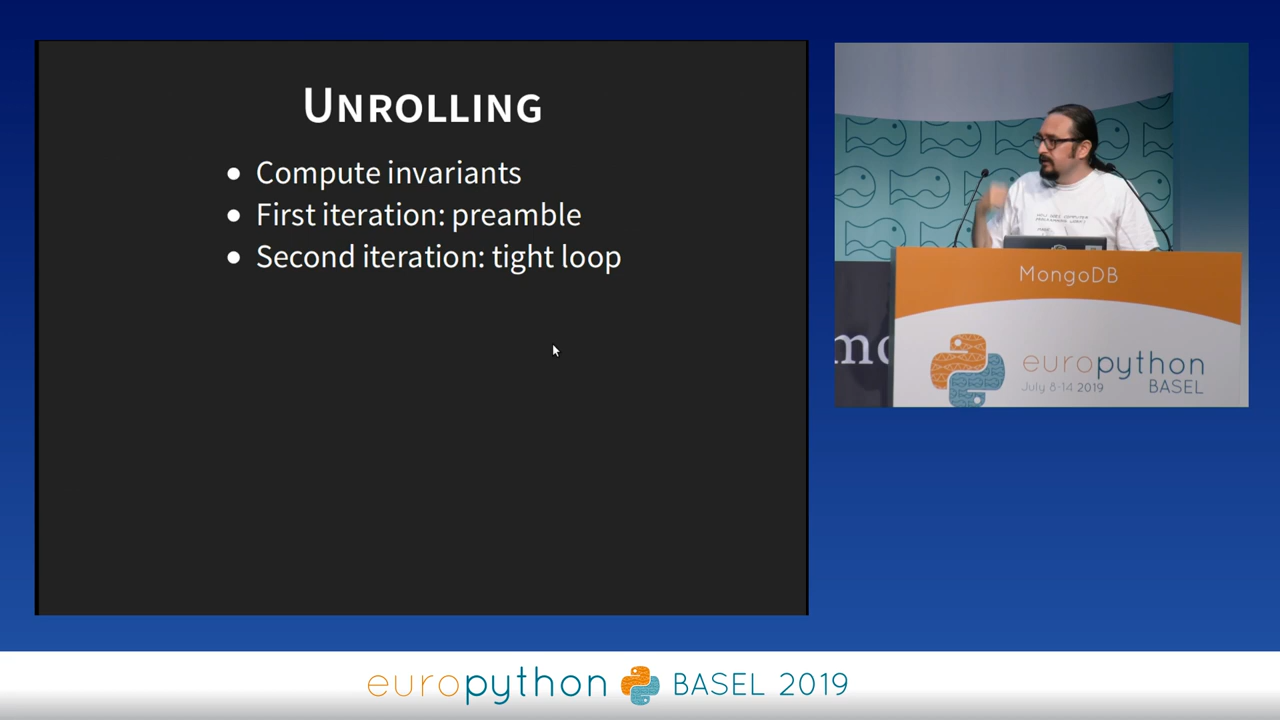 UNROLLING
Compute invariants
First iteration: preamble
Second iteration: tight loop
MongoDB
europython
July 8-14 2019
BASEL
europython BASEL 2019